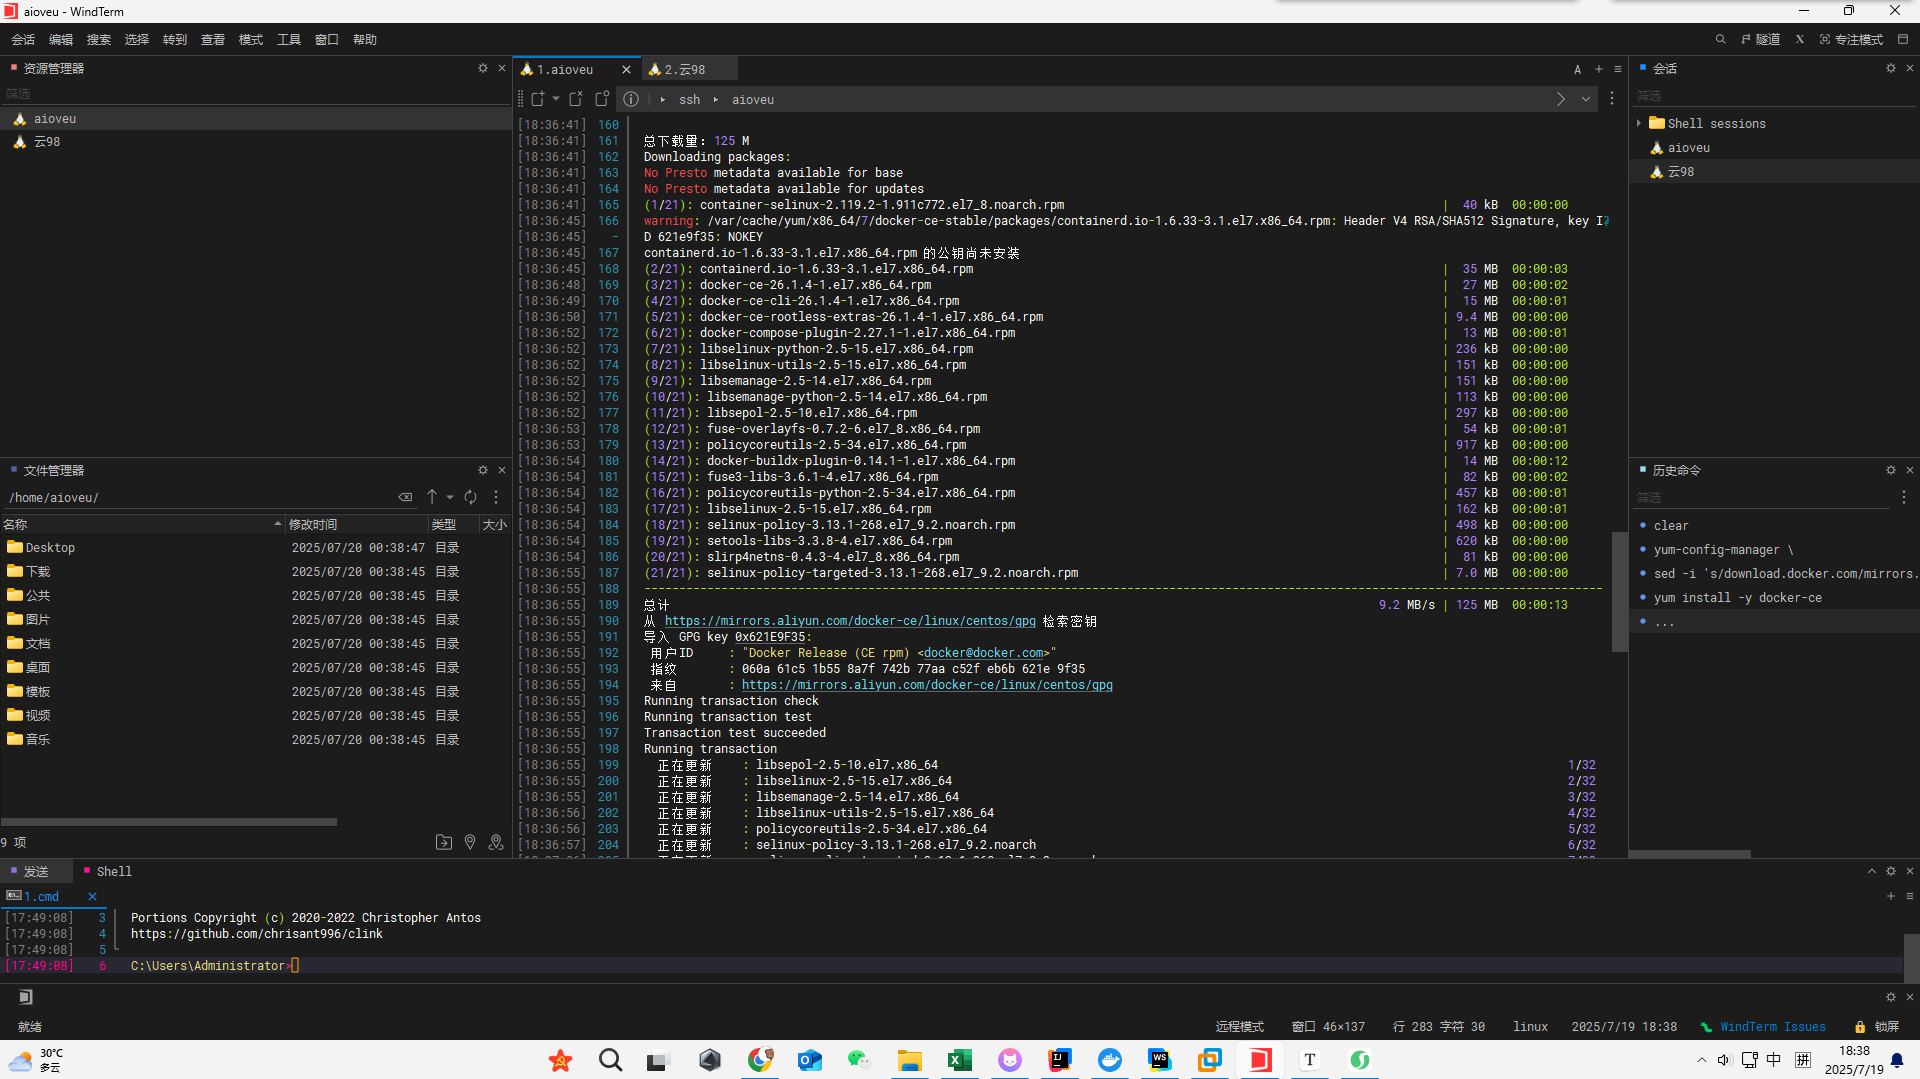 aioveu - WindTerm
会话 编辑 搜索 选择 转到 查看 模式 工具 窗口 帮助
隧道 X 专注模式
资源管理器
筛选
aioveu
云98
1.aioveu
2.云98
A
ssh
aioveu
[18:36:41] 160
[18:36:41] 161 总下载量：125 M
[18:36:41] 162 Downloading packages:
[18:36:41] 163 No Presto metadata available for base
[18:36:41] 164 No Presto metadata available for updates
[18:36:41] 165 (1/21): container-selinux-2.119.2-1.911c772.el7_8.noarch.rpm | 40 kB 00:00:00
[18:36:45] 166 warning: /var/cache/yum/x86_64/7/docker-ce-stable/packages/containerd.io-1.6.33-3.1.el7.x86_64.rpm: Header V4 RSA/SHA512 Signature, key I
[18:36:45] - D 621e9f35: NOKEY
[18:36:45] 167 containerd.io-1.6.33-3.1.el7.x86_64.rpm 的公钥尚未安装
[18:36:45] 168 (2/21): containerd.io-1.6.33-3.1.el7.x86_64.rpm | 35 MB 00:00:03
[18:36:48] 169 (3/21): docker-ce-26.1.4-1.el7.x86_64.rpm | 27 MB 00:00:02
[18:36:49] 170 (4/21): docker-ce-cli-26.1.4-1.el7.x86_64.rpm | 15 MB 00:00:01
[18:36:50] 171 (5/21): docker-ce-rootless-extras-26.1.4-1.el7.x86_64.rpm | 9.4 MB 00:00:01
[18:36:52] 172 (6/21): docker-compose-plugin-2.27.1-1.el7.x86_64.rpm | 13 MB 00:00:01
[18:36:52] 173 (7/21): libselinux-python-2.5-15.el7.x86_64.rpm | 236 kB 00:00:00
[18:36:52] 174 (8/21): libselinux-utils-2.5-15.el7.x86_64.rpm | 151 kB 00:00:00
[18:36:52] 175 (9/21): libsemanage-2.5-14.el7.x86_64.rpm | 151 kB 00:00:00
[18:36:52] 176 (10/21): libsemanage-python-2.5-14.el7.x86_64.rpm | 113 kB 00:00:00
[18:36:52] 177 (11/21): libsepol-2.5-10.el7.x86_64.rpm | 297 kB 00:00:00
[18:36:53] 178 (12/21): fuse-overlayfs-0.7.2-6.el7_8.x86_64.rpm | 54 kB 00:00:01
[18:36:53] 179 (13/21): policycoreutils-2.5-34.el7.x86_64.rpm | 917 kB 00:00:00
[18:36:54] 180 (14/21): docker-buildx-plugin-0.14.1-1.el7.x86_64.rpm | 14 MB 00:00:12
[18:36:54] 181 (15/21): fuse3-libs-3.6.1-4.el7.x86_64.rpm | 82 kB 00:00:02
[18:36:54] 182 (16/21): policycoreutils-python-2.5-34.el7.x86_64.rpm | 457 kB 00:00:01
[18:36:54] 183 (17/21): libselinux-2.5-15.el7.x86_64.rpm | 162 kB 00:00:01
[18:36:54] 184 (18/21): selinux-policy-3.13.1-268.el7_9.2.noarch.rpm | 498 kB 00:00:00
[18:36:54] 185 (19/21): setools-libs-3.3.8-4.el7.x86_64.rpm | 620 kB 00:00:00
[18:36:54] 186 (20/21): slirp4netns-0.4.3-4.el7_8.x86_64.rpm | 81 kB 00:00:00
[18:36:55] 187 (21/21): selinux-policy-targeted-3.13.1-268.el7_9.2.noarch.rpm | 7.0 MB 00:00:00
[18:36:55] 188
[18:36:55] 189 总计 9.2 MB/s | 125 MB 00:00:13
[18:36:55] 190 从 https://mirrors.aliyun.com/docker-ce/linux/centos/gpg 检索密钥
[18:36:55] 191 导入 GPG key 0x621E9F35:
[18:36:55] 192 用户ID : "Docker Release (CE rpm) <docker@docker.com>"
[18:36:55] 193 指纹 : 060a 61c5 1b55 8a7f 742b 77aa c52f eb6b 621e 9f35
[18:36:55] 194 来自 : https://mirrors.aliyun.com/docker-ce/linux/centos/gpg
[18:36:55] 195 Running transaction check
[18:36:55] 196 Running transaction test
[18:36:55] 197 Transaction test succeeded
[18:36:55] 198 Running transaction
[18:36:55] 199 正在更新 : libsepol-2.5-10.el7.x86_64 1/32
[18:36:55] 200 正在更新 : libselinux-2.5-15.el7.x86_64 2/32
[18:36:55] 201 正在更新 : libsemanage-2.5-14.el7.x86_64 3/32
[18:36:56] 202 正在更新 : libselinux-utils-2.5-15.el7.x86_64 4/32
[18:36:56] 203 正在更新 : policycoreutils-2.5-34.el7.x86_64 5/32
[18:36:57] 204 正在更新 : selinux-policy-3.13.1-268.el7_9.2.noarch 6/32
会话
筛选
Shell sessions
aioveu
云98
文件管理器
/home/aioveu/
名称 修改时间 类型 大小
Desktop 2025/07/20 00:38:47 目录
下载 2025/07/20 00:38:45 目录
公共 2025/07/20 00:38:45 目录
图片 2025/07/20 00:38:45 目录
文档 2025/07/20 00:38:45 目录
桌面 2025/07/20 00:38:45 目录
模板 2025/07/20 00:38:45 目录
视频 2025/07/20 00:38:45 目录
音乐 2025/07/20 00:38:45 目录
9 项
历史命令
筛选
clear
yum-config-manager \
sed -i 's/download.docker.com/mirrors.
yum install -y docker-ce
...
发送 Shell
1.cmd
[17:49:08] 3 Portions Copyright (c) 2020-2022 Christopher Antos
[17:49:08] 4 https://github.com/chrisant996/clink
[17:49:08] 5
[17:49:08] 6 C:\Users\Administrator>
就绪
远程模式 窗口 46×137 行 283 字符 30 linux 2025/7/19 18:38 WindTerm Issues 锁屏
30°C
多云
IJ
WS
T
中 拼
18:38
2025/7/19